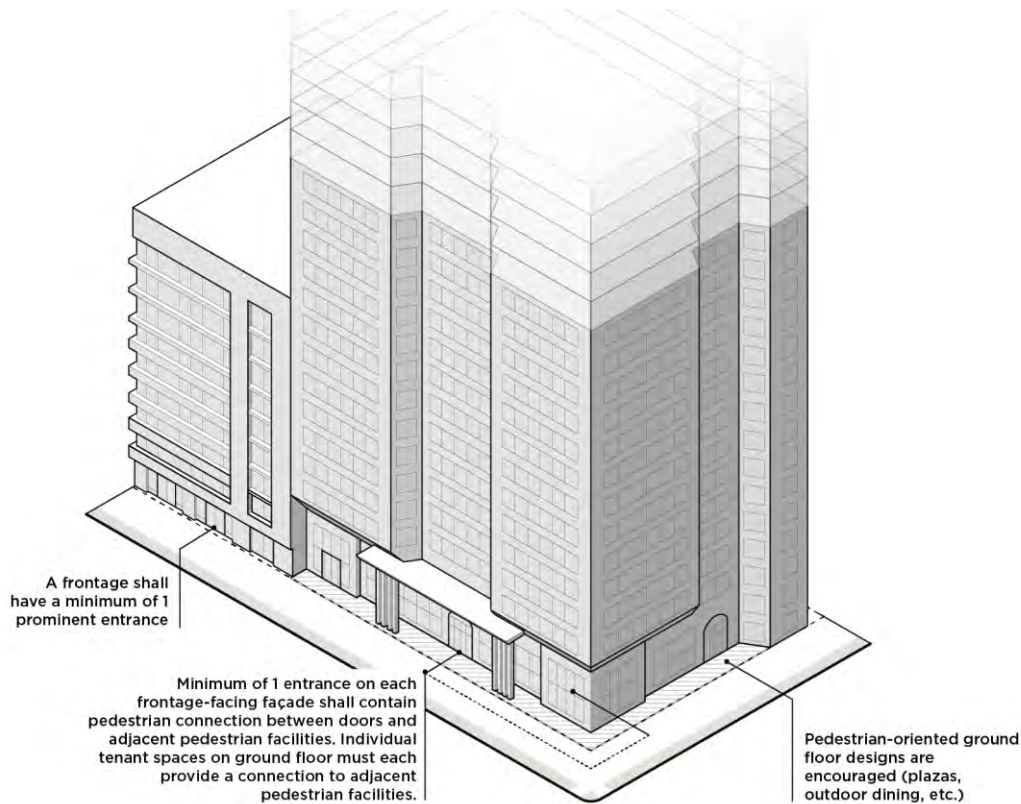 A frontage shall
have a minimum of 1
prominent entrance
Minimum of 1 entrance on each
frontage-facing façade shall contain
pedestrian connection between doors and
adjacent pedestrian facilities. Individual
tenant spaces on ground floor must each
provide a connection to adjacent
pedestrian facilities.
Pedestrian-oriented ground
floor designs are
encouraged (plazas,
outdoor dining, etc.)